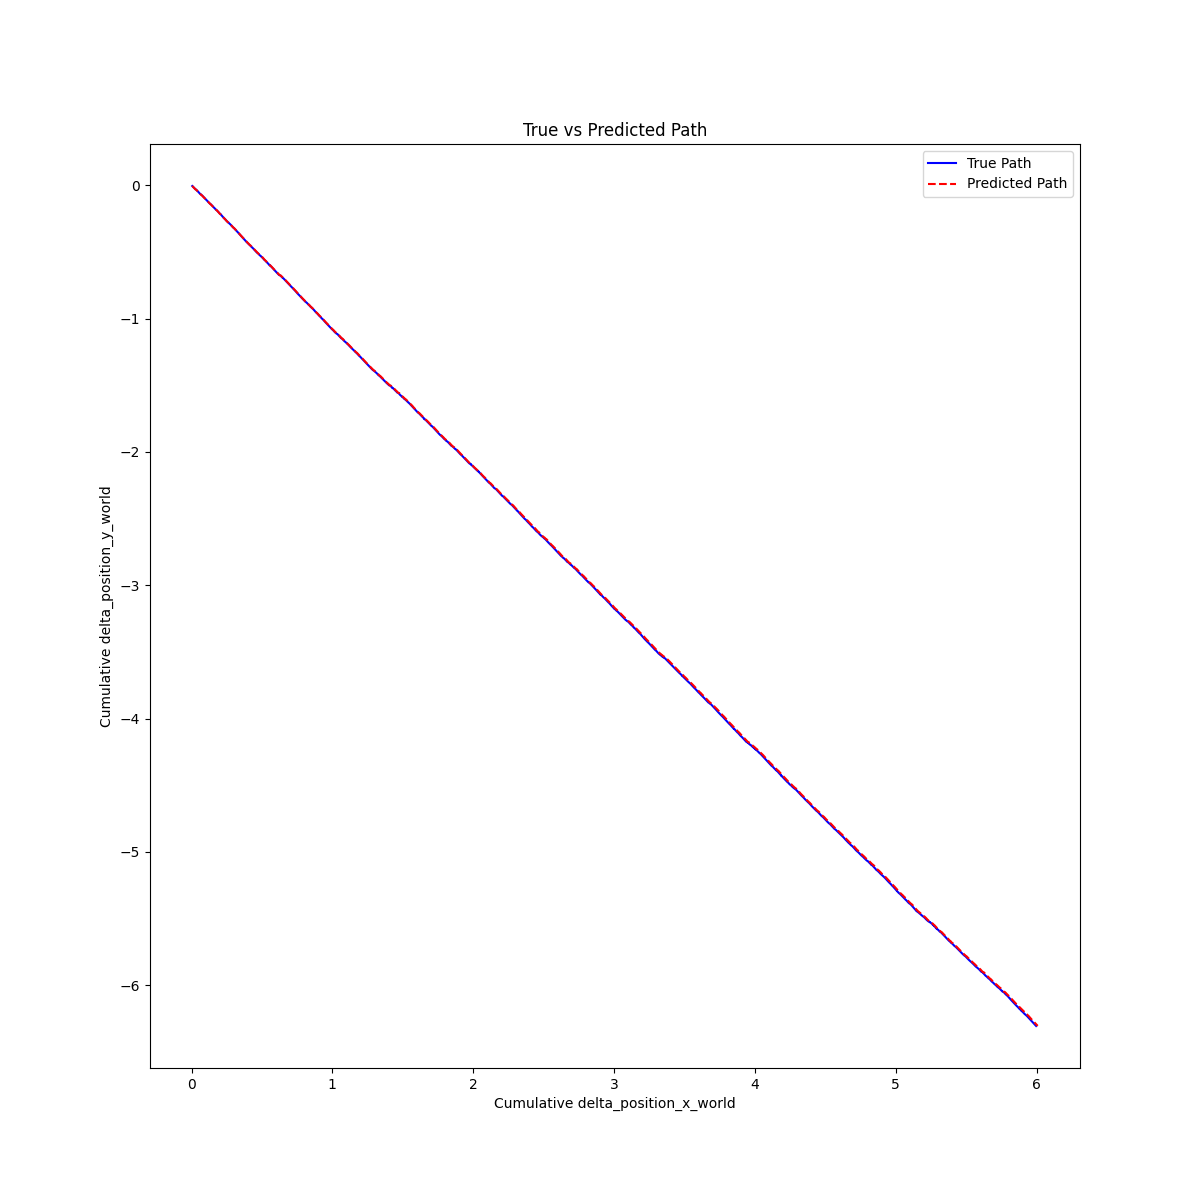 True vs Predicted Path
True Path
Predicted Path
0
−1
−2
−3
−4
−5
−6
Cumulative delta_position_y_world
0 1 2 3 4 5 6
Cumulative delta_position_x_world